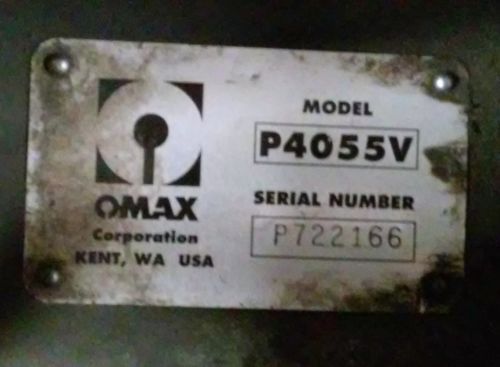 OMAX
Corporation
KENT, WA USA
MODEL
P4055V
SERIAL NUMBER
P722166